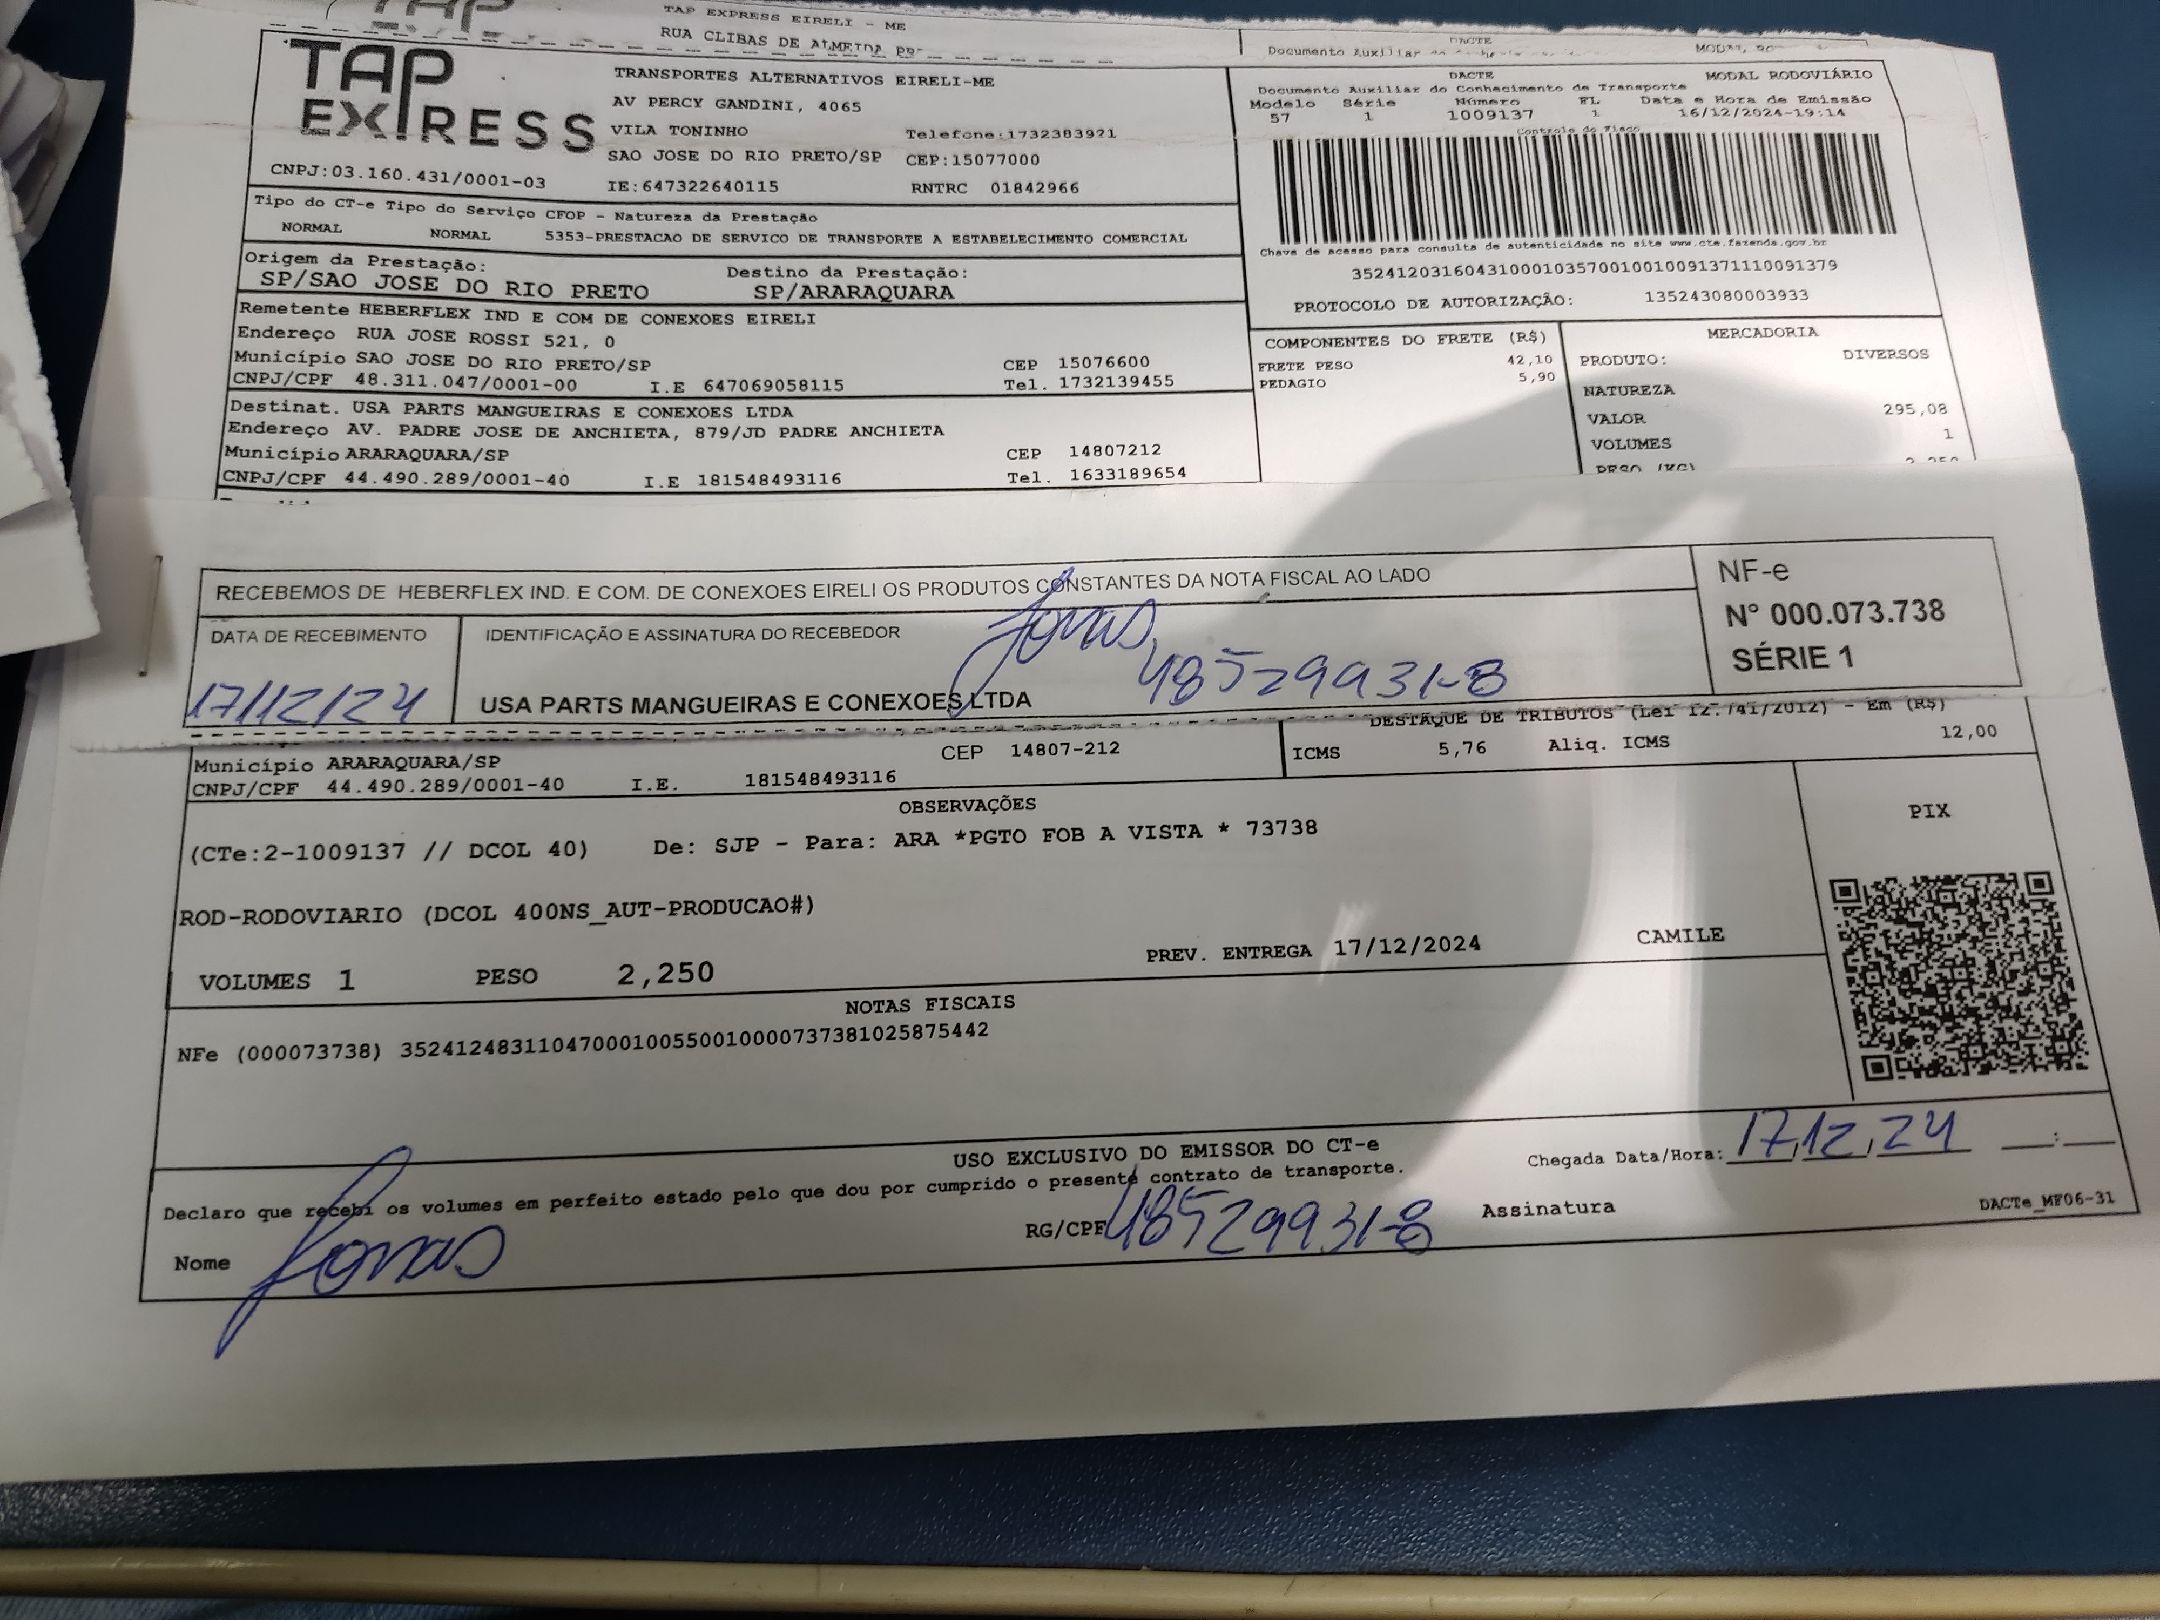 TAP EXPRESS EIRELI - ME
RUA CLIBAS DE ALMEIDA
DACTE
Documento Auxiliar do
TAP
EXPRESS
CNPJ:03.160.431/0001-03
TRANSPORTES ALTERNATIVOS EIRELI-ME
AV PERCY GANDINI, 4065
VILA TONINHO Telefone:1732383921
SAO JOSE DO RIO PRETO/SP CEP:15077000
IE:647322640115 RNTRC 01842966
DACTE MODAL RODOVIÁRIO
Documento Auxiliar do Conhecimento de Transporte
Modelo Série Número FL Data e Hora de Emissão
57 1 1009137 1 16/12/2024-19:14
Controle do Fisco
Chave de acesso para consulta de autenticidade no site www.cte.fazenda.gov.br
35241203160431000103570010010091371110091379
PROTOCOLO DE AUTORIZAÇÃO: 135243080003933
Tipo do CT-e Tipo do Serviço CFOP - Natureza da Prestação
NORMAL NORMAL 5353-PRESTACAO DE SERVICO DE TRANSPORTE A ESTABELECIMENTO COMERCIAL
Origem da Prestação: Destino da Prestação:
SP/SAO JOSE DO RIO PRETO SP/ARARAQUARA
Remetente HEBERFLEX IND E COM DE CONEXOES EIRELI
Endereço RUA JOSE ROSSI 521, 0
Município SAO JOSE DO RIO PRETO/SP CEP 15076600
CNPJ/CPF 48.311.047/0001-00 I.E 647069058115 Tel. 1732139455
Destinat. USA PARTS MANGUEIRAS E CONEXOES LTDA
Endereço AV. PADRE JOSE DE ANCHIETA, 879/JD PADRE ANCHIETA
Município ARARAQUARA/SP CEP 14807212
CNPJ/CPF 44.490.289/0001-40 I.E 181548493116 Tel. 1633189654
COMPONENTES DO FRETE (R$)
FRETE PESO 42,10
PEDAGIO 5,90
MERCADORIA
PRODUTO: DIVERSOS
NATUREZA
VALOR 295,08
VOLUMES 1
PESO (KG)
RECEBEMOS DE HEBERFLEX IND. E COM. DE CONEXOES EIRELI OS PRODUTOS CONSTANTES DA NOTA FISCAL AO LADO
DATA DE RECEBIMENTO
17/12/24
IDENTIFICAÇÃO E ASSINATURA DO RECEBEDOR
Jonas
48529931-8
USA PARTS MANGUEIRAS E CONEXOES LTDA
NF-e
N° 000.073.738
SÉRIE 1
DESTAQUE DE TRIBUTOS (Lei 12.741/2012) - Em (R$)
ICMS 5,76 Aliq. ICMS 12,00
Município ARARAQUARA/SP CEP 14807-212
CNPJ/CPF 44.490.289/0001-40 I.E. 181548493116
OBSERVAÇÕES
(CTe:2-1009137 // DCOL 40) De: SJP - Para: ARA *PGTO FOB A VISTA * 73738
ROD-RODOVIARIO (DCOL 400NS_AUT-PRODUCAO#)
VOLUMES 1 PESO 2,250 PREV. ENTREGA 17/12/2024 CAMILE
PIX
NOTAS FISCAIS
NFe (000073738) 35241248311047000100550010000737381025875442
USO EXCLUSIVO DO EMISSOR DO CT-e
Declaro que recebi os volumes em perfeito estado pelo que dou por cumprido o presente contrato de transporte.
Chegada Data/Hora: 17,12,24 :
Nome Jonas RG/CPF 48529931-8 Assinatura
DACTe_MF06-31